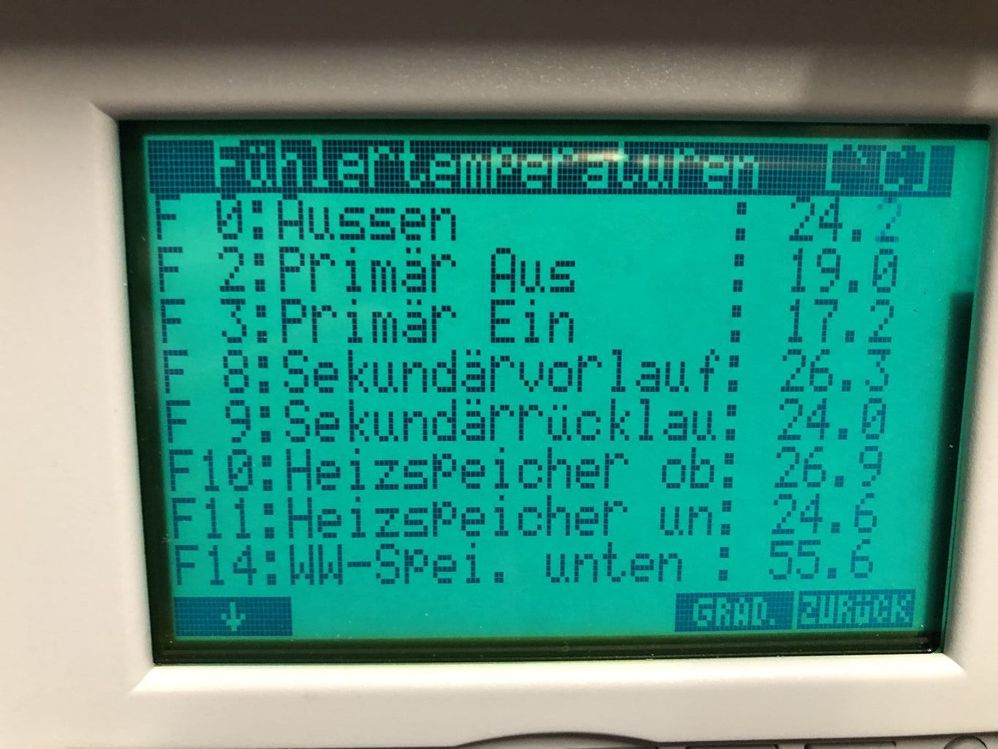 Fühlertemperaturen [°C]
F 0:Aussen : 24.2
F 2:Primär Aus : 19.0
F 3:Primär Ein : 17.2
F 8:Sekundärvorlauf: 26.3
F 9:Sekundärrücklau: 24.0
F10:Heizspeicher ob: 26.9
F11:Heizspeicher un: 24.6
F14:WW-Spei. unten : 55.6
↓ GRAD. ZURÜCK